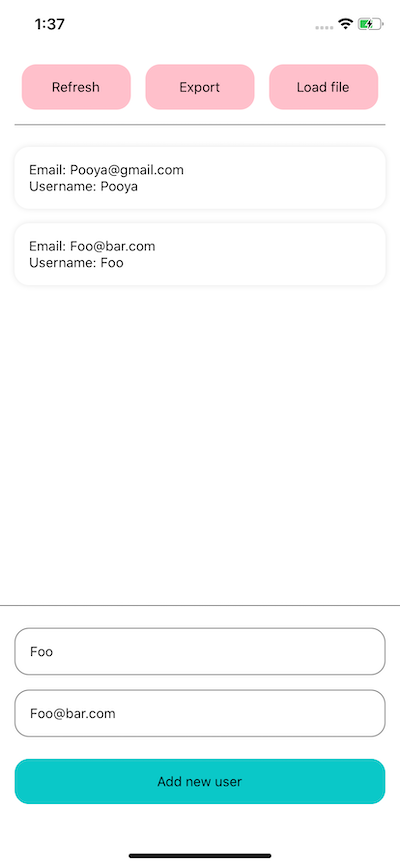 1:37
Refresh Export Load file
Email: Pooya@gmail.com
Username: Pooya
Email: Foo@bar.com
Username: Foo
Foo
Foo@bar.com
Add new user